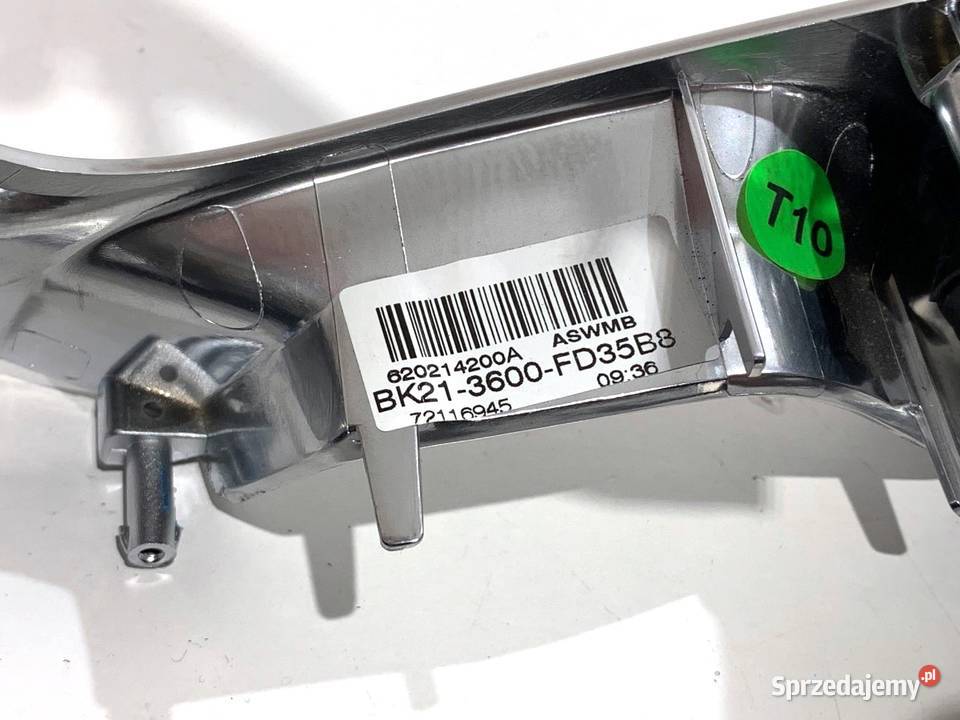 T10
620214200A ASWMB
BK21-3600-FD35B8
72116945 09:36
Sprzedajemy.pl